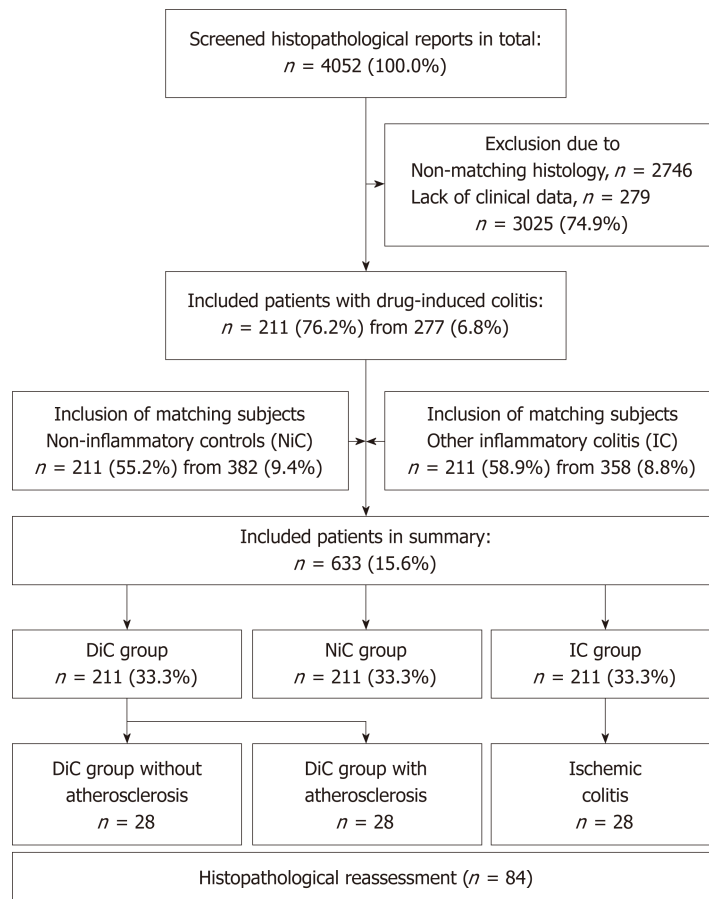 Screened histopathological reports in total:
n = 4052 (100.0%)
Exclusion due to
Non-matching histology, n = 2746
Lack of clinical data, n = 279
n = 3025 (74.9%)
Included patients with drug-induced colitis:
n = 211 (76.2%) from 277 (6.8%)
Inclusion of matching subjects
Non-inflammatory controls (NiC)
n = 211 (55.2%) from 382 (9.4%)
Inclusion of matching subjects
Other inflammatory colitis (IC)
n = 211 (58.9%) from 358 (8.8%)
Included patients in summary:
n = 633 (15.6%)
DiC group
n = 211 (33.3%)
NiC group
n = 211 (33.3%)
IC group
n = 211 (33.3%)
DiC group without
atherosclerosis
n = 28
DiC group with
atherosclerosis
n = 28
Ischemic
colitis
n = 28
Histopathological reassessment (n = 84)